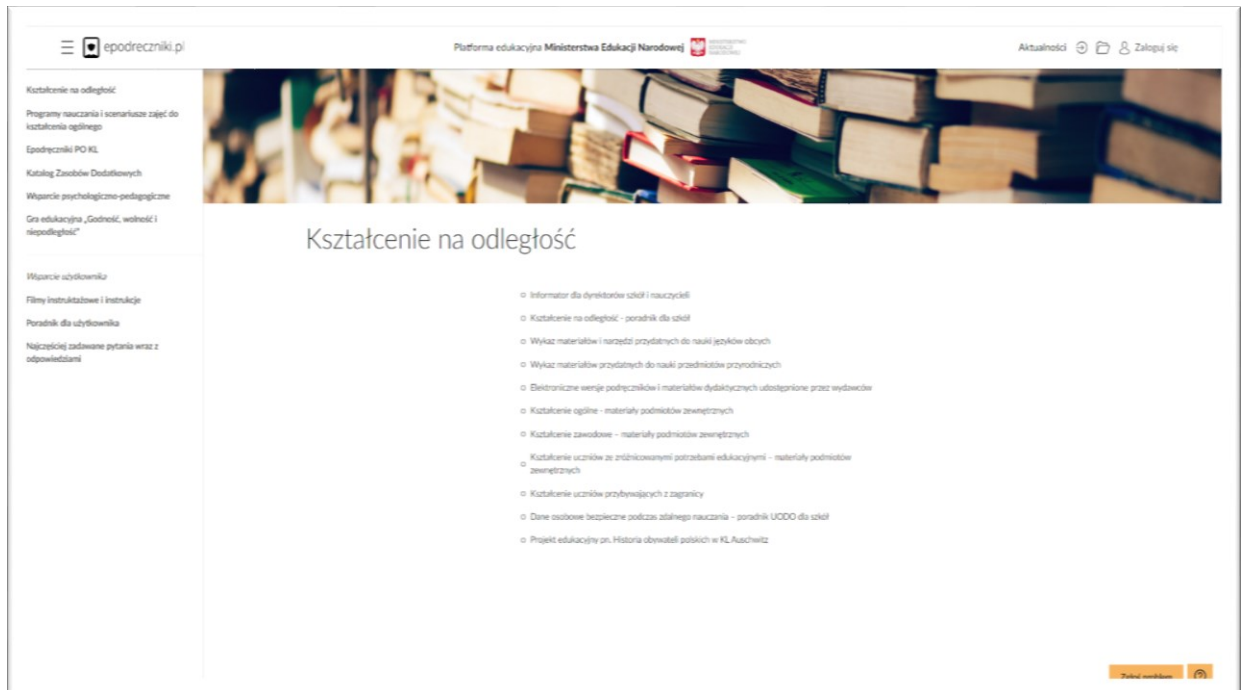 epodreczniki.pl
Platforma edukacyjna Ministerstwa Edukacji Narodowej
MINISTERSTWO
EDUKACJI
NARODOWEJ
Aktualności
Zaloguj się
Kształcenie na odległość
Programy nauczania i scenariusze zajęć do
kształcenia ogólnego
Epodręczniki PO KL
Katalog Zasobów Dodatkowych
Wsparcie psychologiczno-pedagogiczne
Gra edukacyjna „Godność, wolność i
niepodległość”
Wsparcie użytkownika
Filmy instruktażowe i instrukcje
Poradnik dla użytkownika
Najczęściej zadawane pytania wraz z
odpowiedziami
Kształcenie na odległość
Informator dla dyrektorów szkół i nauczycieli
Kształcenie na odległość - poradnik dla szkół
Wykaz materiałów i narzędzi przydatnych do nauki języków obcych
Wykaz materiałów przydatnych do nauki przedmiotów przyrodniczych
Elektroniczne wersje podręczników i materiałów dydaktycznych udostępnione przez wydawców
Kształcenie ogólne - materiały podmiotów zewnętrznych
Kształcenie zawodowe – materiały podmiotów zewnętrznych
Kształcenie uczniów ze zróżnicowanymi potrzebami edukacyjnymi – materiały podmiotów
zewnętrznych
Kształcenie uczniów przybywających z zagranicy
Dane osobowe bezpieczne podczas zdalnego nauczania – poradnik UODO dla szkół
Projekt edukacyjny pn. Historia obywateli polskich w KL Auschwitz
Zgłoś problem